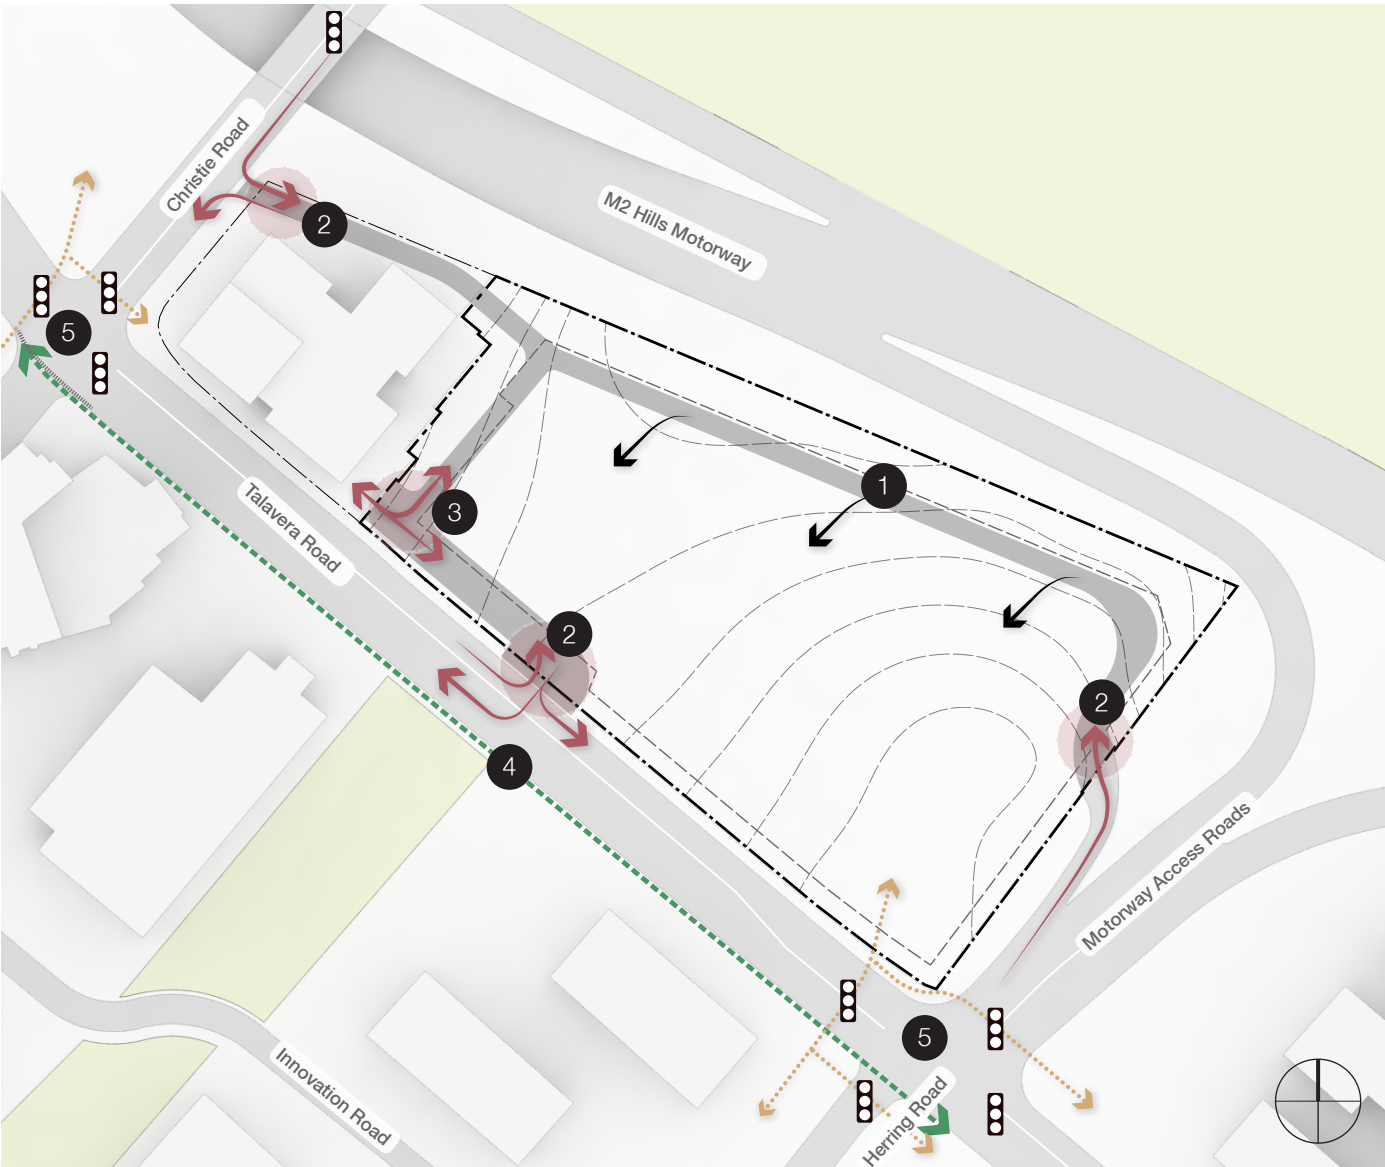 Christie Road
2
M2 Hills Motorway
5
1
3
Talavera Road
2
2
4
Motorway Access Roads
5
Innovation Road
Herring Road